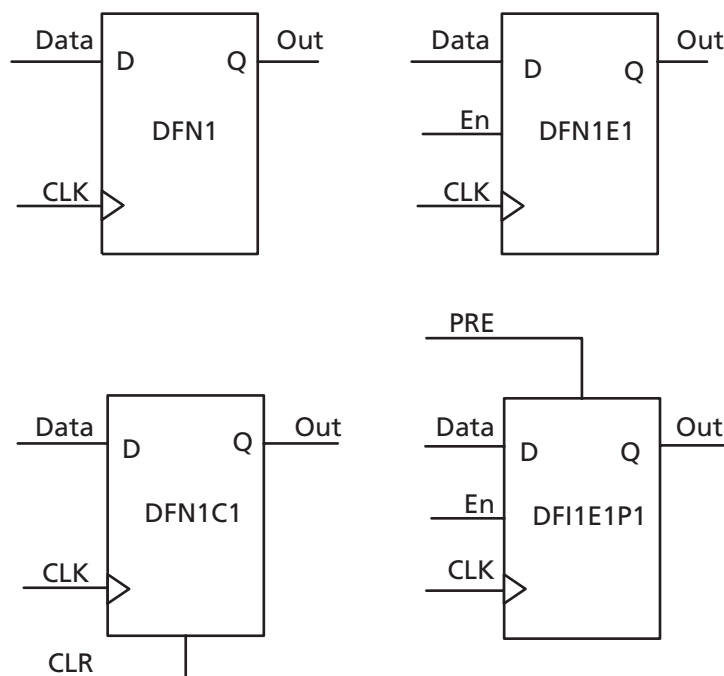 Data
D
Q
Out
DFN1
CLK
Data
D
Q
Out
En
DFN1E1
CLK
Data
D
Q
Out
DFN1C1
CLK
CLR
PRE
Data
D
Q
Out
En
DFI1E1P1
CLK